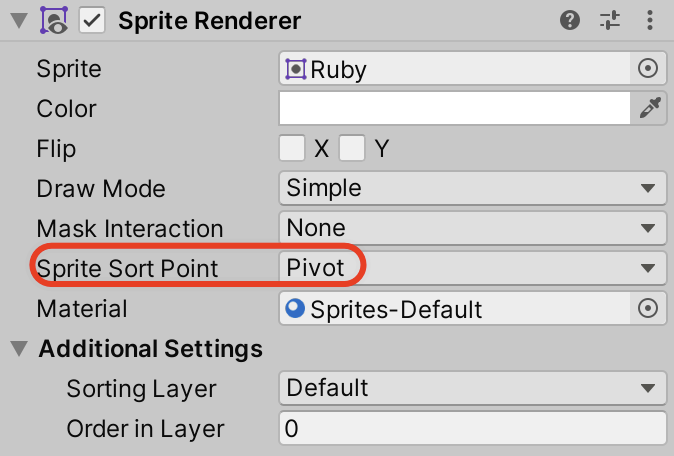 Sprite Renderer
Sprite Ruby
Color
Flip X Y
Draw Mode Simple
Mask Interaction None
Sprite Sort Point Pivot
Material Sprites-Default
Additional Settings
Sorting Layer Default
Order in Layer 0